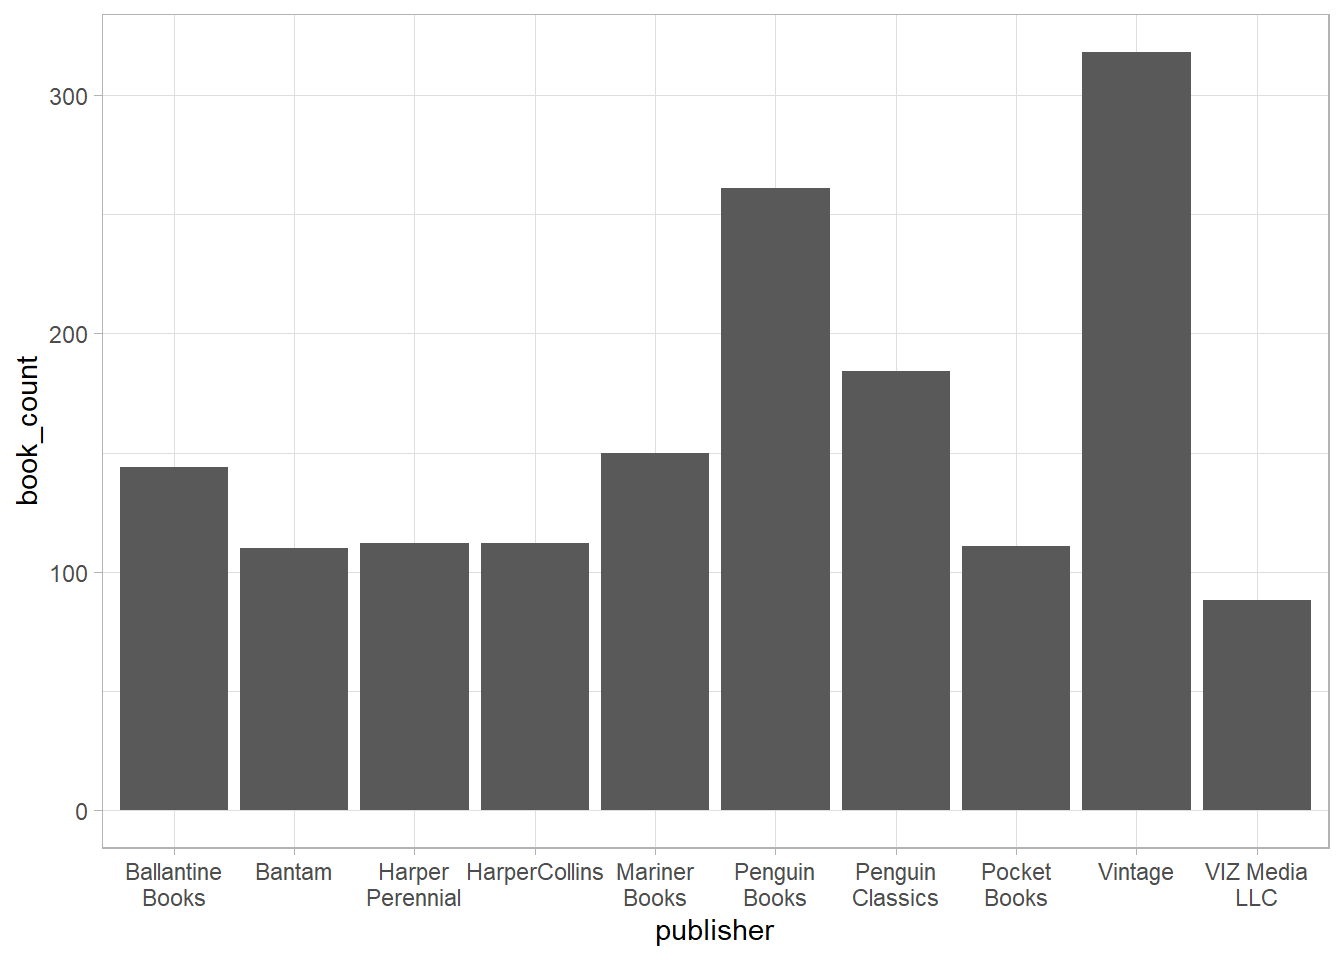 300
200
100
0
book_count
Ballantine Books
Bantam
Harper Perennial
HarperCollins
Mariner Books
Penguin Books
Penguin Classics
Pocket Books
Vintage
VIZ Media LLC
publisher